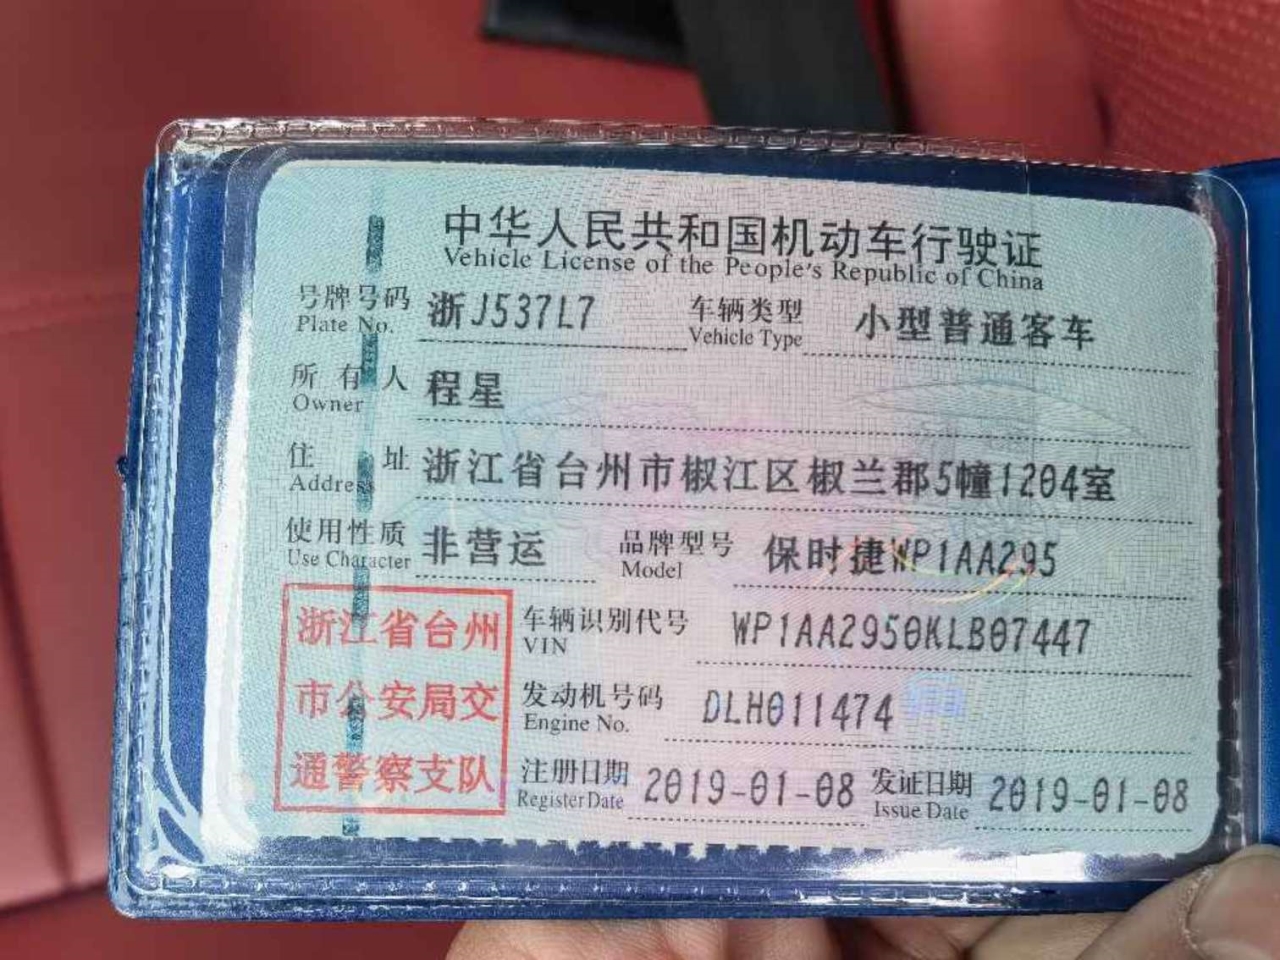 中华人民共和国机动车行驶证
Vehicle License of the People's Republic of China
号牌号码 浙J537L7 车辆类型 小型普通客车
Plate No. Vehicle Type
所有人 程星
Owner
住址 浙江省台州市椒江区椒兰郡5幢1204室
Address
使用性质 非营运 品牌型号 保时捷WP1AA295
Use Character Model
浙江省台州
市公安局交
通警察支队
车辆识别代号 WP1AA2950KLB07447
VIN
发动机号码 DLH011474
Engine No.
注册日期 2019-01-08 发证日期 2019-01-08
Register Date Issue Date